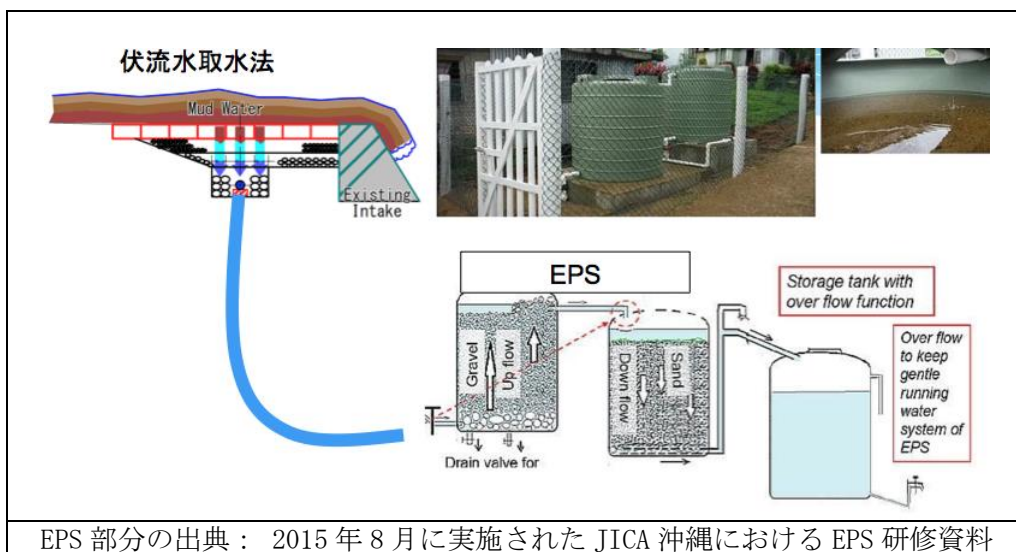 伏流水取水法
Mud Water
Existing
Intake
EPS
Gravel
Up flow
Down flow
Sand
Drain valve for
Storage tank with
over flow function
Over flow
to keep
gentle
running
water
system of
EPS
EPS 部分の出典： 2015 年 8 月に実施された JICA 沖縄における EPS 研修資料